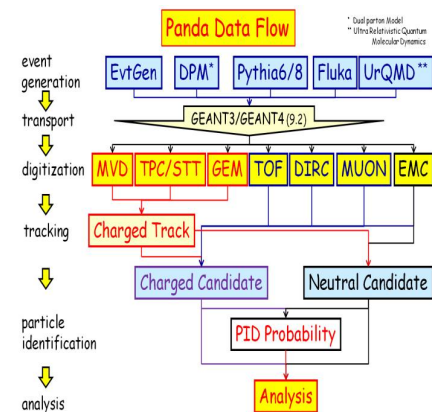 Panda Data Flow
* Dual parton Model
** Ultra Relativistic Quantum
Molecular Dynamics
event
generation
EvtGen DPM* Pythia6/8 Fluka UrQMD**
transport
GEANT3/GEANT4 (9.2)
digitization
MVD TPC/STT GEM TOF DIRC MUON EMC
tracking
Charged Track
Charged Candidate Neutral Candidate
particle
identification
PID Probability
analysis
Analysis